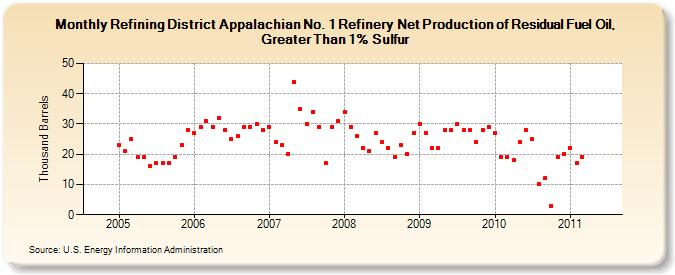 Monthly Refining District Appalachian No. 1 Refinery Net Production of Residual Fuel Oil,
Greater Than 1% Sulfur
Thousand Barrels
50
40
30
20
10
0
2005 2006 2007 2008 2009 2010 2011
Source: U.S. Energy Information Administration